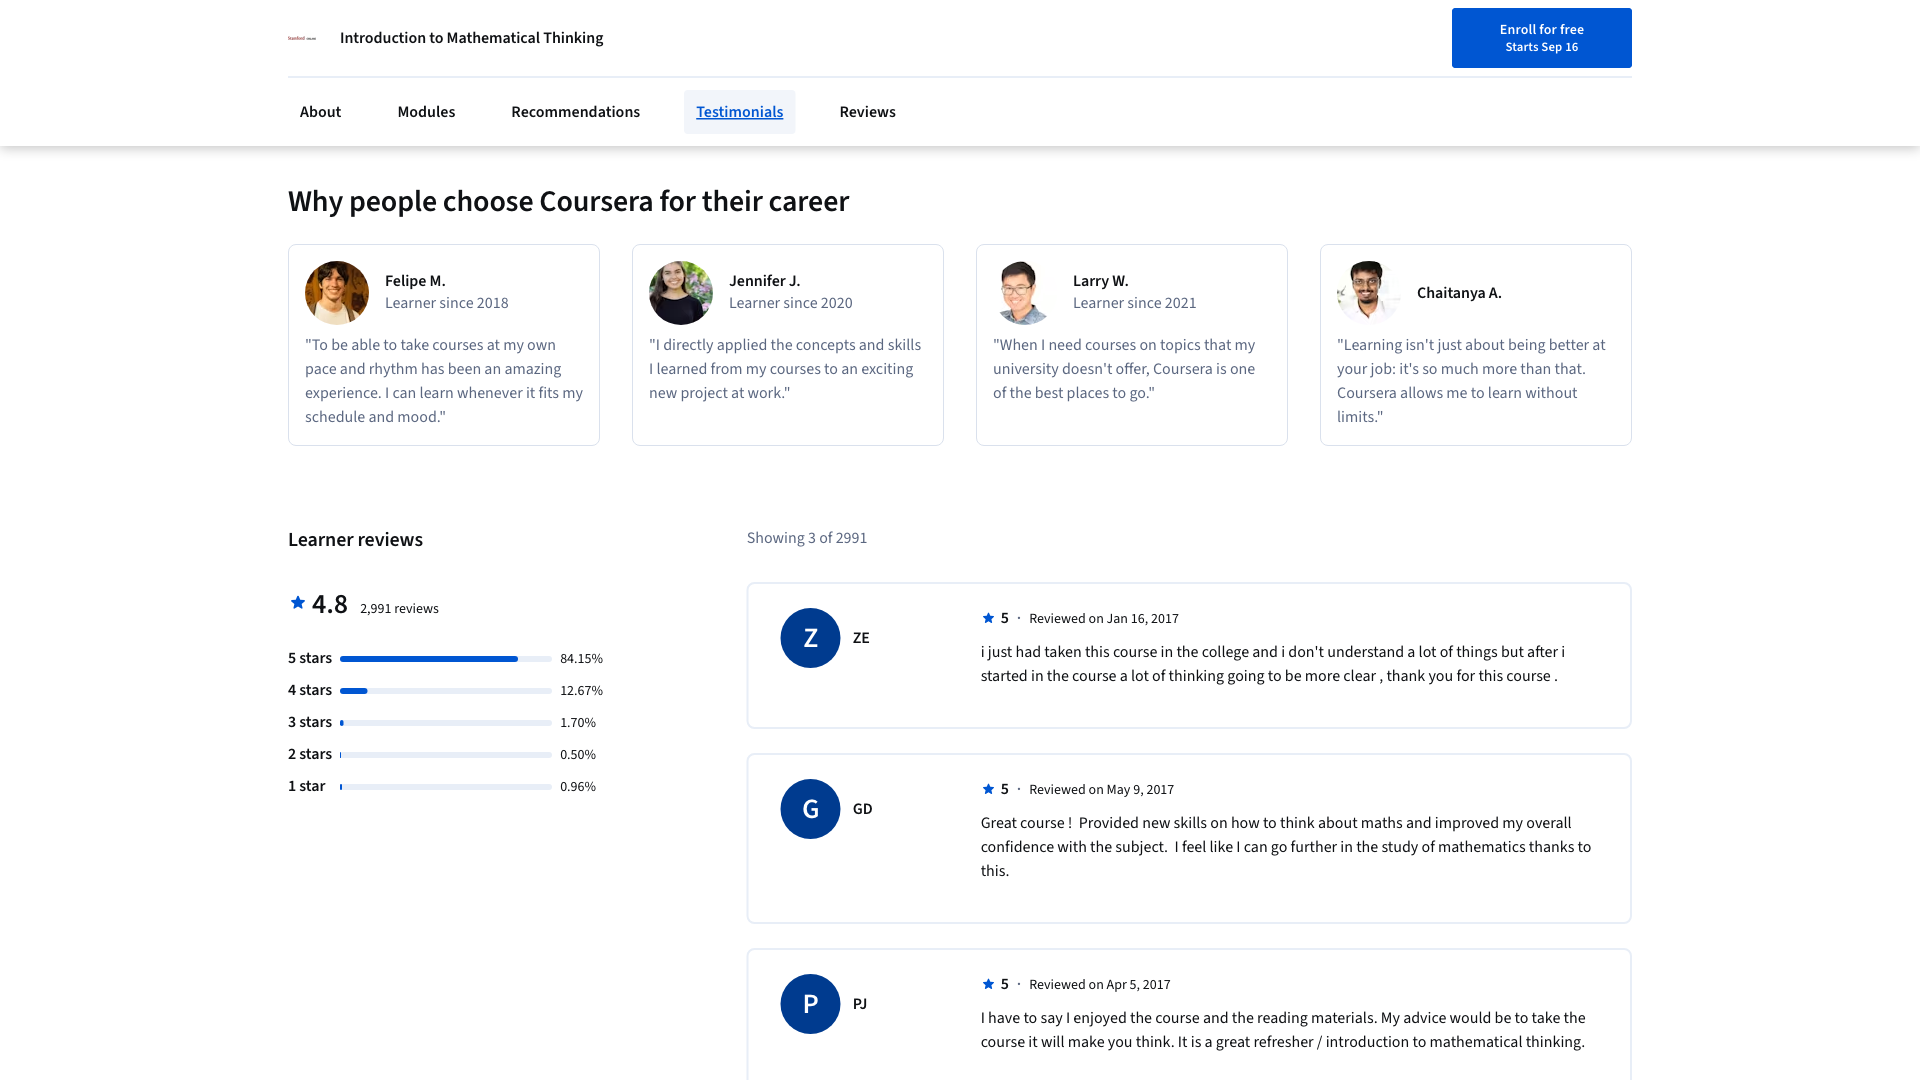 Stanford ONLINE
Introduction to Mathematical Thinking
Enroll for free
Starts Sep 16
About
Modules
Recommendations
Testimonials
Reviews
Why people choose Coursera for their career
Felipe M.
Learner since 2018
"To be able to take courses at my own
pace and rhythm has been an amazing
experience. I can learn whenever it fits my
schedule and mood."
Jennifer J.
Learner since 2020
"I directly applied the concepts and skills
I learned from my courses to an exciting
new project at work."
Larry W.
Learner since 2021
"When I need courses on topics that my
university doesn't offer, Coursera is one
of the best places to go."
Chaitanya A.
"Learning isn't just about being better at
your job: it's so much more than that.
Coursera allows me to learn without
limits."
Learner reviews
4.8 2,991 reviews
5 stars 84.15%
4 stars 12.67%
3 stars 1.70%
2 stars 0.50%
1 star 0.96%
Showing 3 of 2991
Z
ZE
5 · Reviewed on Jan 16, 2017
i just had taken this course in the college and i don't understand a lot of things but after i
started in the course a lot of thinking going to be more clear , thank you for this course .
G
GD
5 · Reviewed on May 9, 2017
Great course !  Provided new skills on how to think about maths and improved my overall
confidence with the subject.  I feel like I can go further in the study of mathematics thanks to
this.
P
PJ
5 · Reviewed on Apr 5, 2017
I have to say I enjoyed the course and the reading materials. My advice would be to take the
course it will make you think. It is a great refresher / introduction to mathematical thinking.